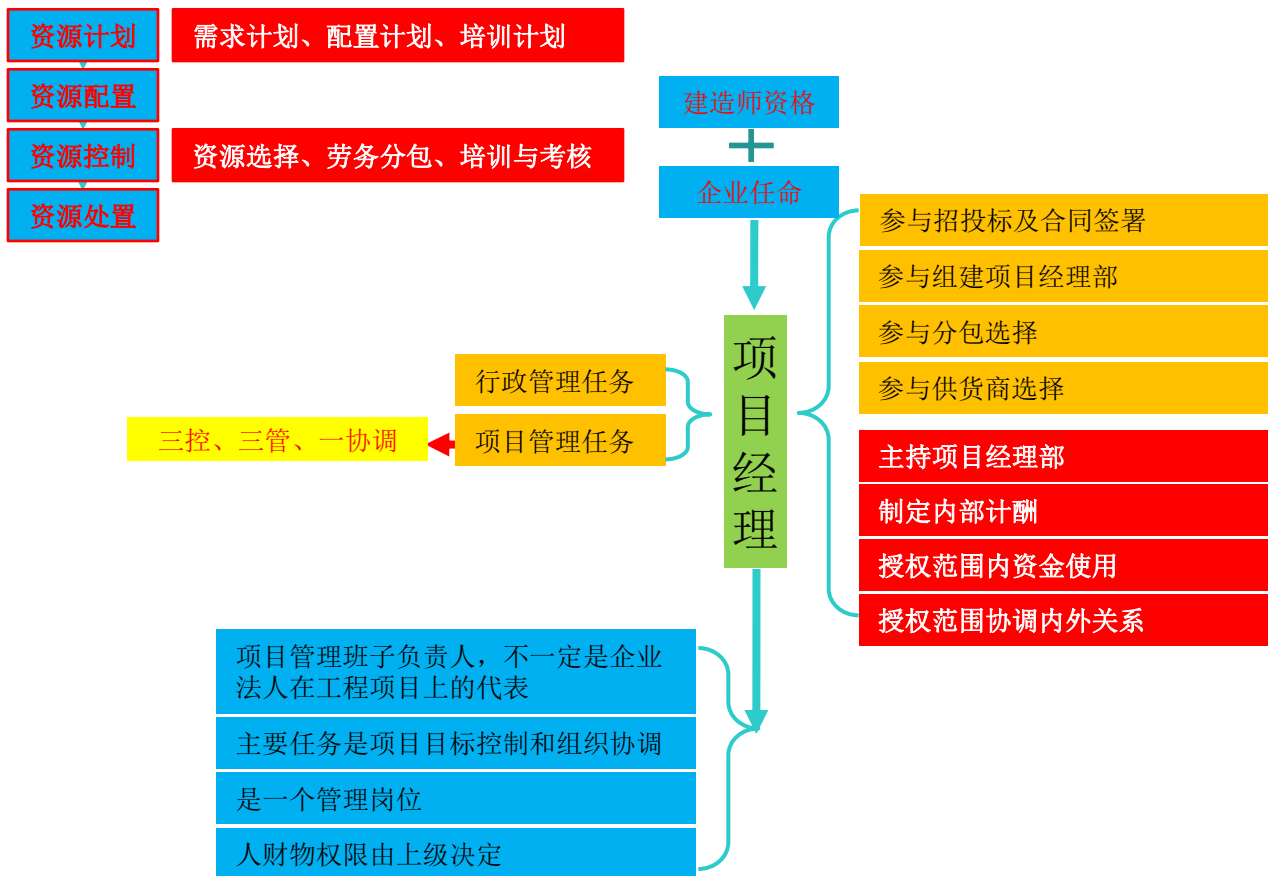 资源计划
需求计划、配置计划、培训计划
资源配置
资源控制
资源选择、劳务分包、培训与考核
资源处置
建造师资格
企业任命
参与招投标及合同签署
参与组建项目经理部
参与分包选择
参与供货商选择
主持项目经理部
制定内部计酬
授权范围内资金使用
授权范围协调内外关系
项目经理
行政管理任务
项目管理任务
三控、三管、一协调
项目管理班子负责人，不一定是企业
法人在工程项目上的代表
主要任务是项目目标控制和组织协调
是一个管理岗位
人财物权限由上级决定